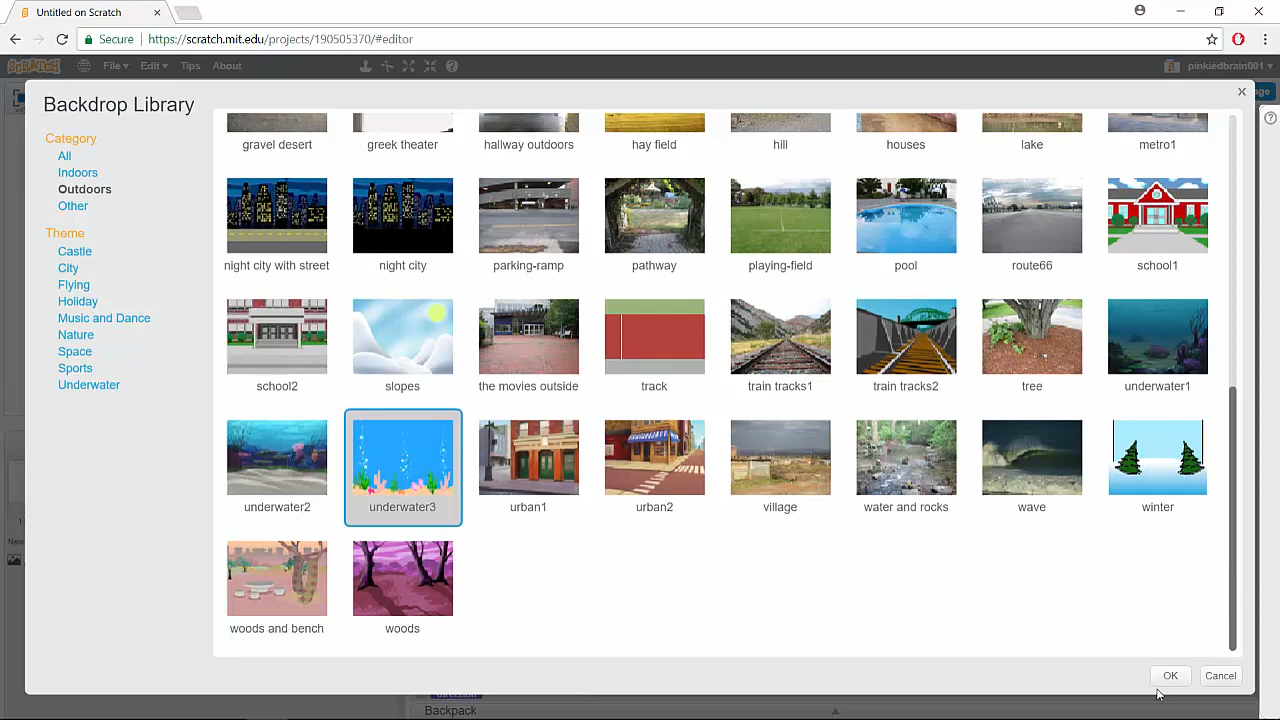 Untitled on Scratch
Secure https://scratch.mit.edu/projects/190505370/#editor
SCRATCH File Edit Tips About pinkiedbrain001
Backdrop Library
Category
All
Indoors
Outdoors
Other
Theme
Castle
City
Flying
Holiday
Music and Dance
Nature
Space
Sports
Underwater
gravel desert greek theater hallway outdoors hay field hill houses lake metro1
night city with street night city parking-ramp pathway playing-field pool route66 school1
school2 slopes the movies outside track train tracks1 train tracks2 tree underwater1
underwater2 underwater3 urban1 urban2 village water and rocks wave winter
woods and bench woods
OK Cancel
direction
Backpack